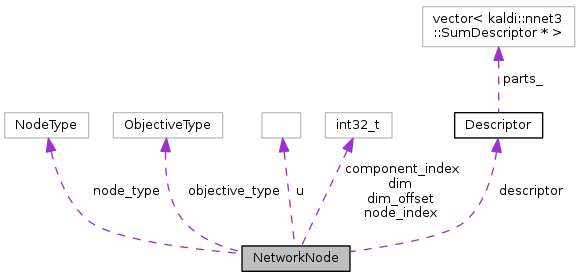 vector< kaldi::nnet3
::SumDescriptor * >
parts_
NodeType
ObjectiveType
int32_t
Descriptor
node_type
objective_type
u
component_index
dim
dim_offset
node_index
descriptor
NetworkNode